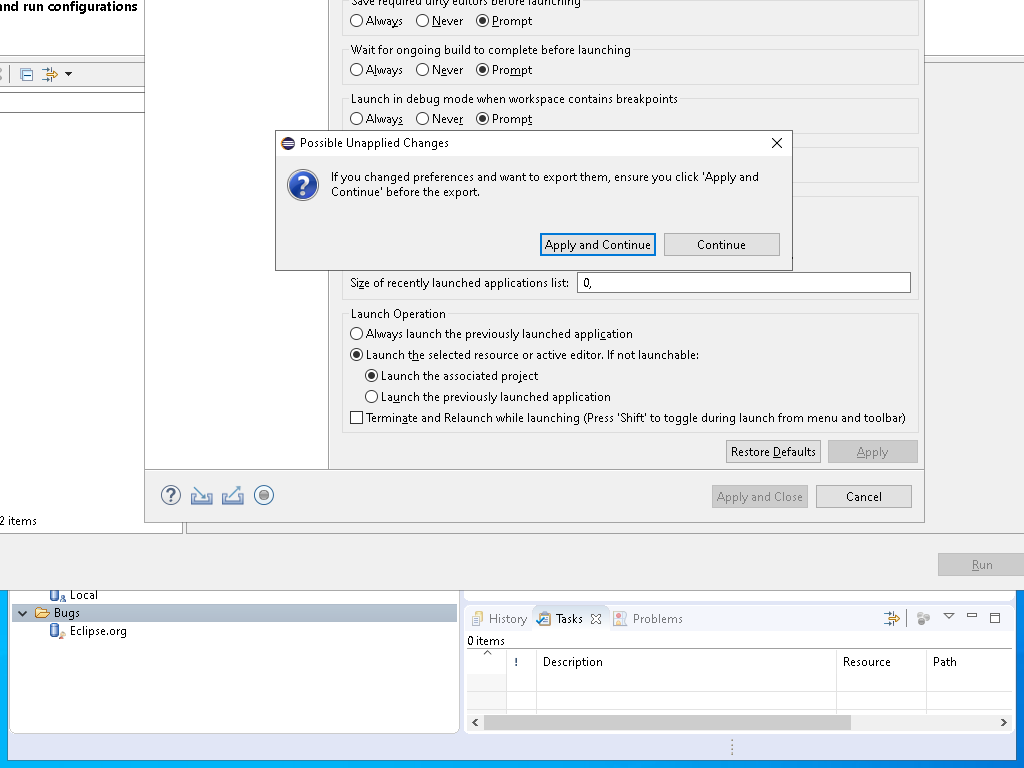 and run configurations
Save required dirty editors before launching
Always
Never
Prompt
Wait for ongoing build to complete before launching
Always
Never
Prompt
Launch in debug mode when workspace contains breakpoints
Always
Never
Prompt
Possible Unapplied Changes
If you changed preferences and want to export them, ensure you click 'Apply and
Continue' before the export.
Apply and Continue
Continue
Size of recently launched applications list:
0,
Launch Operation
Always launch the previously launched application
Launch the selected resource or active editor. If not launchable:
Launch the associated project
Launch the previously launched application
Terminate and Relaunch while launching (Press 'Shift' to toggle during launch from menu and toolbar)
Restore Defaults
Apply
Apply and Close
Cancel
2 items
Run
Local
Bugs
Eclipse.org
History
Tasks
Problems
0 items
!
Description
Resource
Path